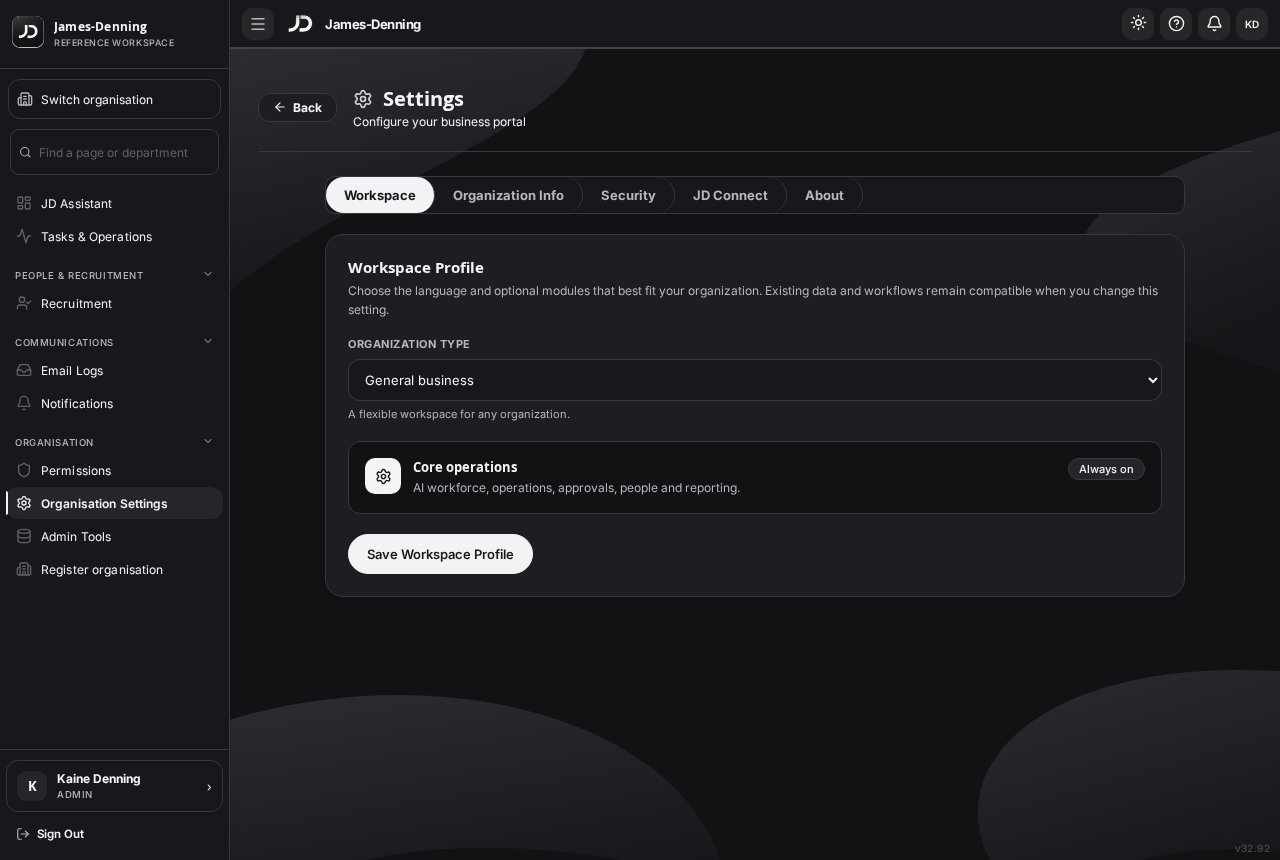 James-Denning
REFERENCE WORKSPACE
Switch organisation
Find a page or department
JD Assistant
Tasks & Operations
PEOPLE & RECRUITMENT
Recruitment
COMMUNICATIONS
Email Logs
Notifications
ORGANISATION
Permissions
Organisation Settings
Admin Tools
Register organisation
K
Kaine Denning
ADMIN
Sign Out
JD James-Denning
KD
Back
Settings
Configure your business portal
Workspace Organization Info Security JD Connect About
Workspace Profile
Choose the language and optional modules that best fit your organization. Existing data and workflows remain compatible when you change this
setting.
ORGANIZATION TYPE
General business
A flexible workspace for any organization.
Core operations
AI workforce, operations, approvals, people and reporting.
Always on
Save Workspace Profile
v32.92